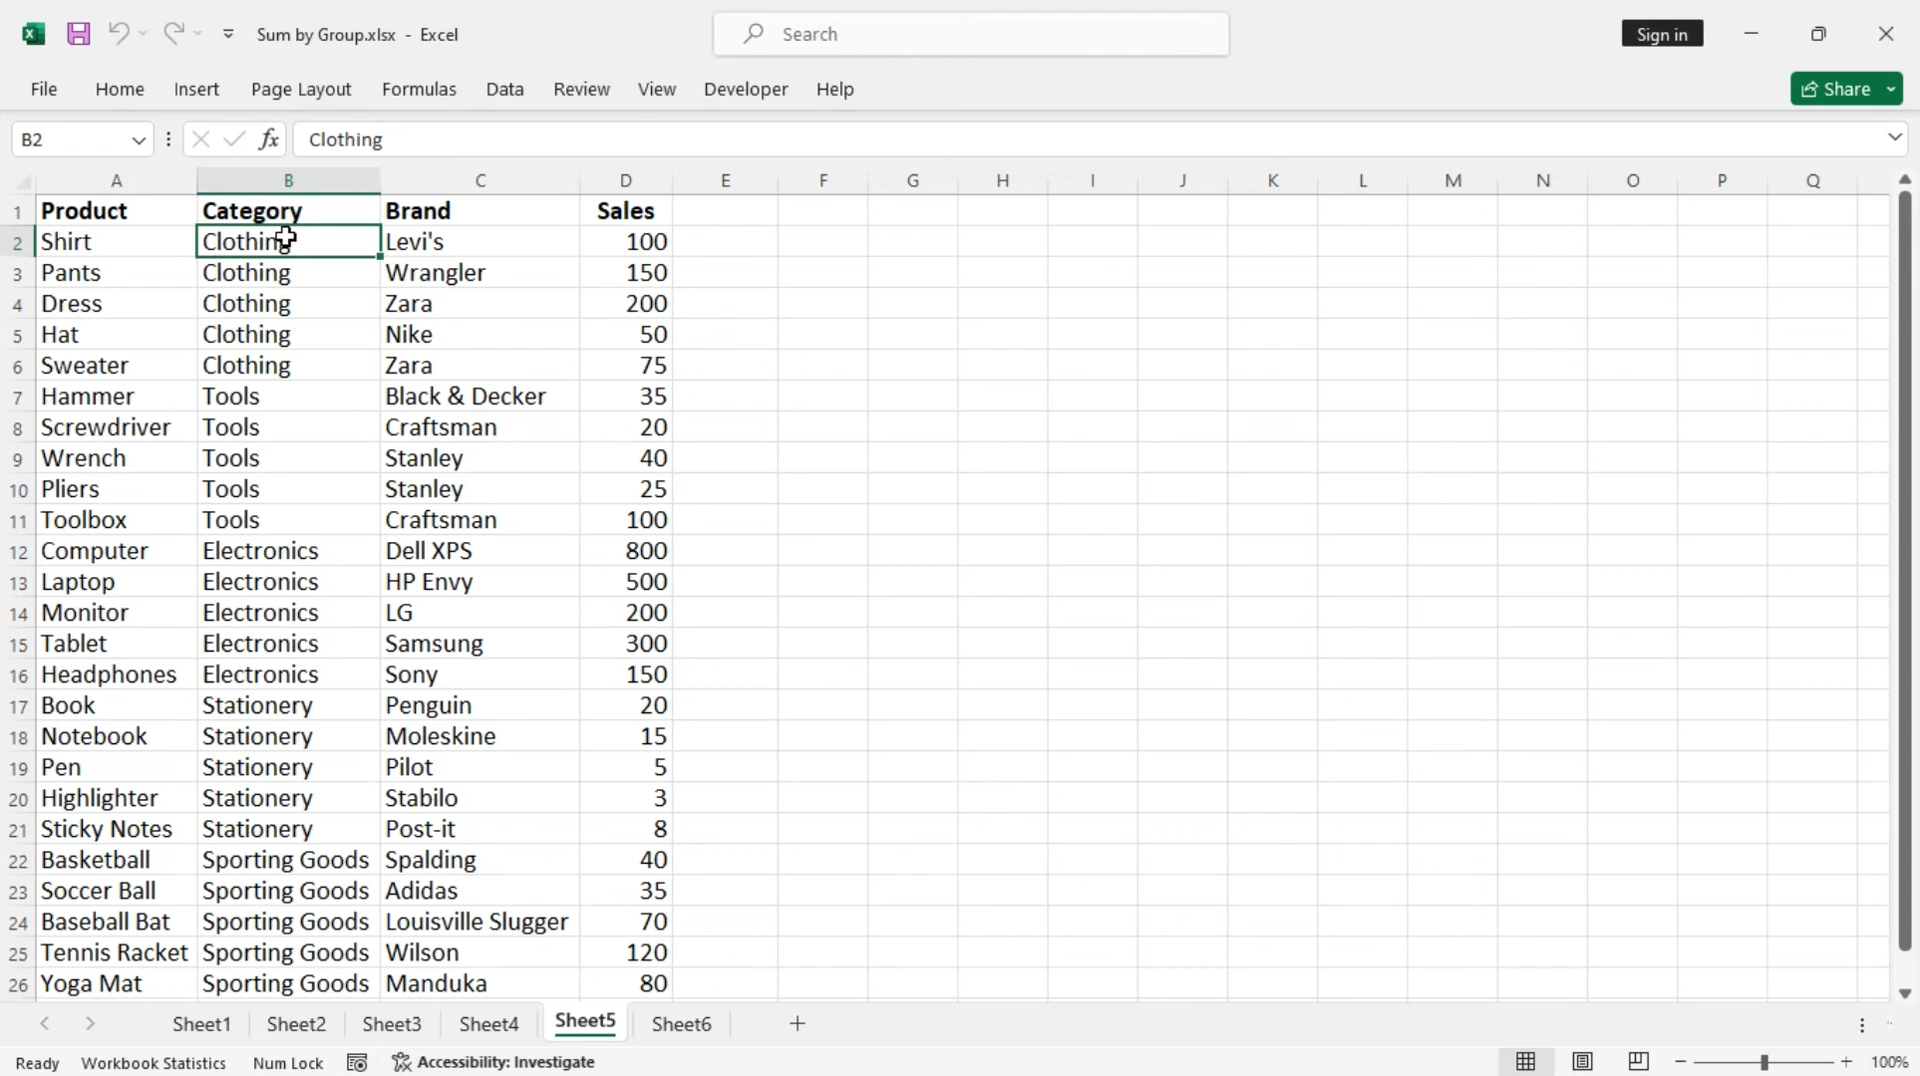 Sum by Group.xlsx - Excel
Search
Sign in
File Home Insert Page Layout Formulas Data Review View Developer Help
Share
B2 fx Clothing
A B C D E F G H I J K L M N O P Q
1 Product Category Brand Sales
2 Shirt Clothing Levi's 100
3 Pants Clothing Wrangler 150
4 Dress Clothing Zara 200
5 Hat Clothing Nike 50
6 Sweater Clothing Zara 75
7 Hammer Tools Black & Decker 35
8 Screwdriver Tools Craftsman 20
9 Wrench Tools Stanley 40
10 Pliers Tools Stanley 25
11 Toolbox Tools Craftsman 100
12 Computer Electronics Dell XPS 800
13 Laptop Electronics HP Envy 500
14 Monitor Electronics LG 200
15 Tablet Electronics Samsung 300
16 Headphones Electronics Sony 150
17 Book Stationery Penguin 20
18 Notebook Stationery Moleskine 15
19 Pen Stationery Pilot 5
20 Highlighter Stationery Stabilo 3
21 Sticky Notes Stationery Post-it 8
22 Basketball Sporting Goods Spalding 40
23 Soccer Ball Sporting Goods Adidas 35
24 Baseball Bat Sporting Goods Louisville Slugger 70
25 Tennis Racket Sporting Goods Wilson 120
26 Yoga Mat Sporting Goods Manduka 80
Sheet1 Sheet2 Sheet3 Sheet4 Sheet5 Sheet6
Ready Workbook Statistics Num Lock Accessibility: Investigate 100%